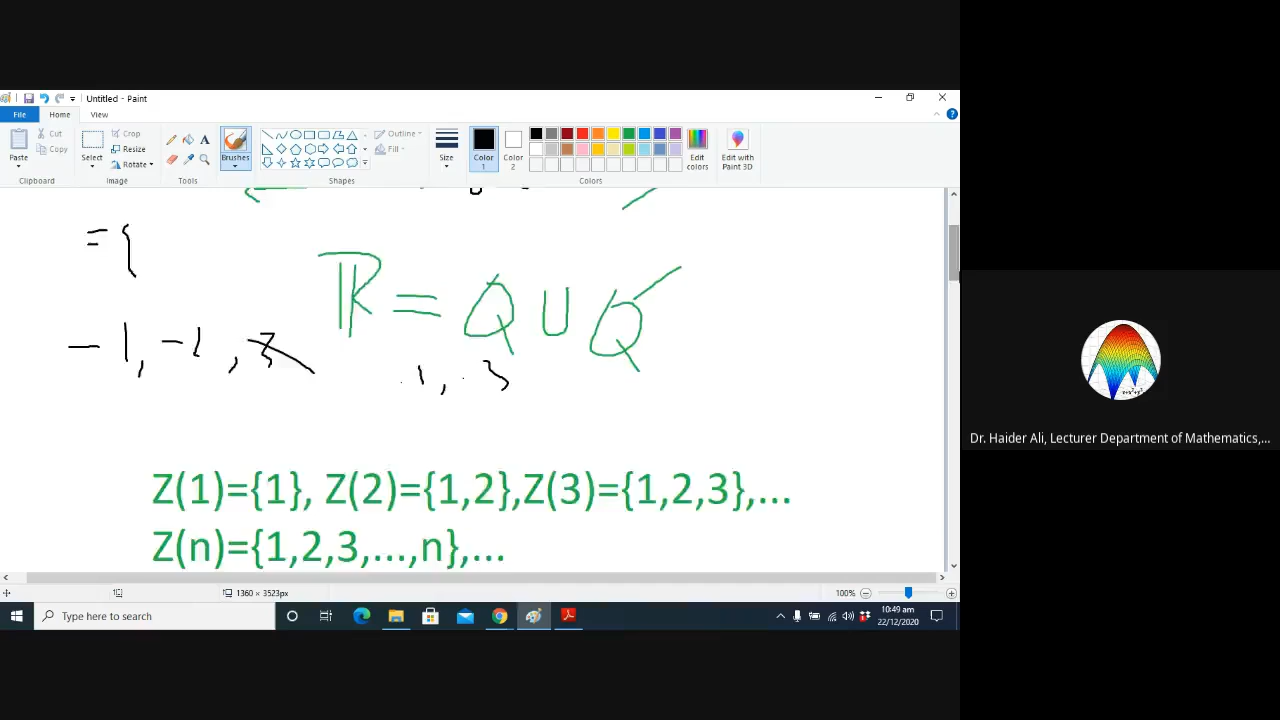 Untitled - Paint
File Home View
Paste
Cut
Copy
Clipboard
Select
Crop
Resize
Rotate
Image
Tools
Brushes
Shapes
Outline
Fill
Size
Color 1
Color 2
Colors
Edit colors
Edit with Paint 3D
= {
ℝ = Q ∪ Q′
1, 3
Z(1)={1}, Z(2)={1,2},Z(3)={1,2,3},...
Z(n)={1,2,3,...,n},...
1360 × 3523px
100%
Type here to search
10:49 am
22/12/2020
Dr. Haider Ali, Lecturer Department of Mathematics,...